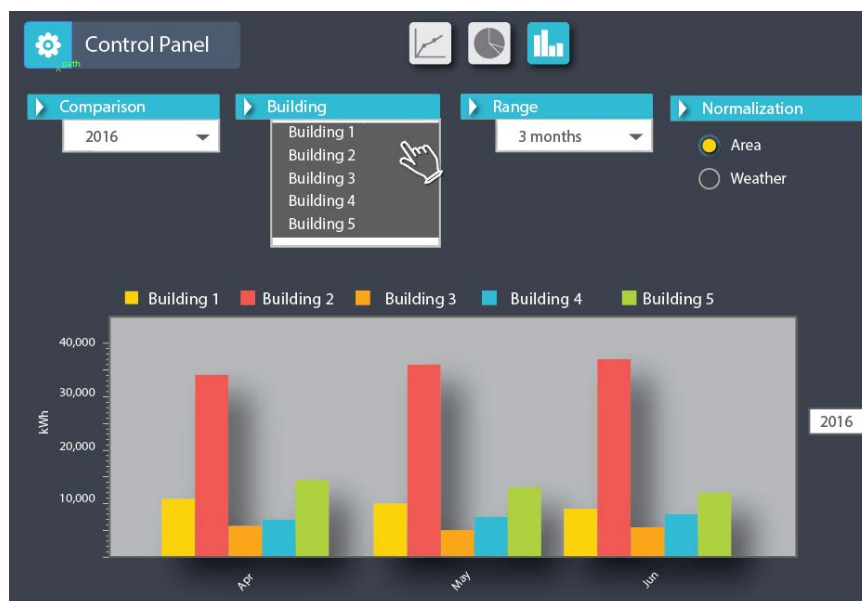 Control Panel
path
Comparison
2016
Building
Building 1
Building 2
Building 3
Building 4
Building 5
Range
3 months
Normalization
Area
Weather
Building 1 Building 2 Building 3 Building 4 Building 5
40,000
30,000
20,000
10,000
kWh
Apr May Jun
2016